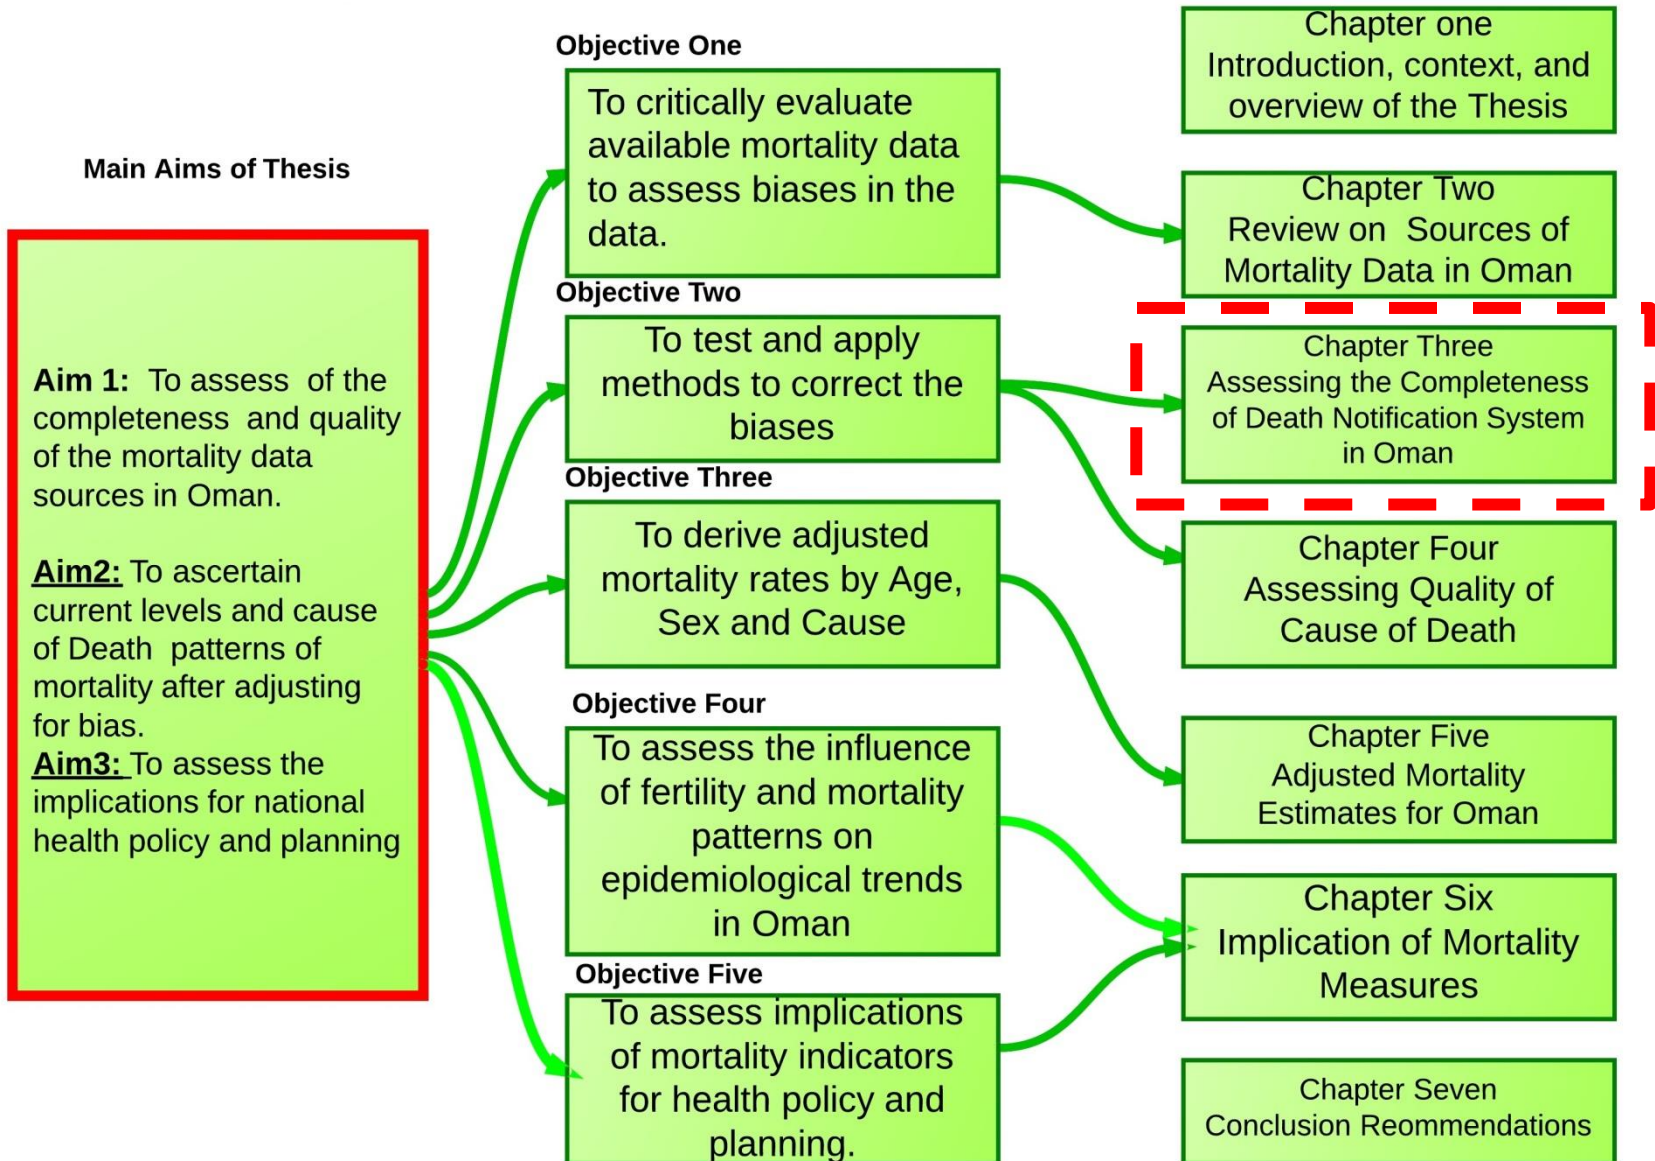 Main Aims of Thesis
Aim 1: To assess of the
completeness and quality
of the mortality data
sources in Oman.
Aim2: To ascertain
current levels and cause
of Death patterns of
mortality after adjusting
for bias.
Aim3: To assess the
implications for national
health policy and planning
Objective One
To critically evaluate
available mortality data
to assess biases in the
data.
Objective Two
To test and apply
methods to correct the
biases
Objective Three
To derive adjusted
mortality rates by Age,
Sex and Cause
Objective Four
To assess the influence
of fertility and mortality
patterns on
epidemiological trends
in Oman
Objective Five
To assess implications
of mortality indicators
for health policy and
planning.
Chapter one
Introduction, context, and
overview of the Thesis
Chapter Two
Review on Sources of
Mortality Data in Oman
Chapter Three
Assessing the Completeness
of Death Notification System
in Oman
Chapter Four
Assessing Quality of
Cause of Death
Chapter Five
Adjusted Mortality
Estimates for Oman
Chapter Six
Implication of Mortality
Measures
Chapter Seven
Conclusion Reommendations